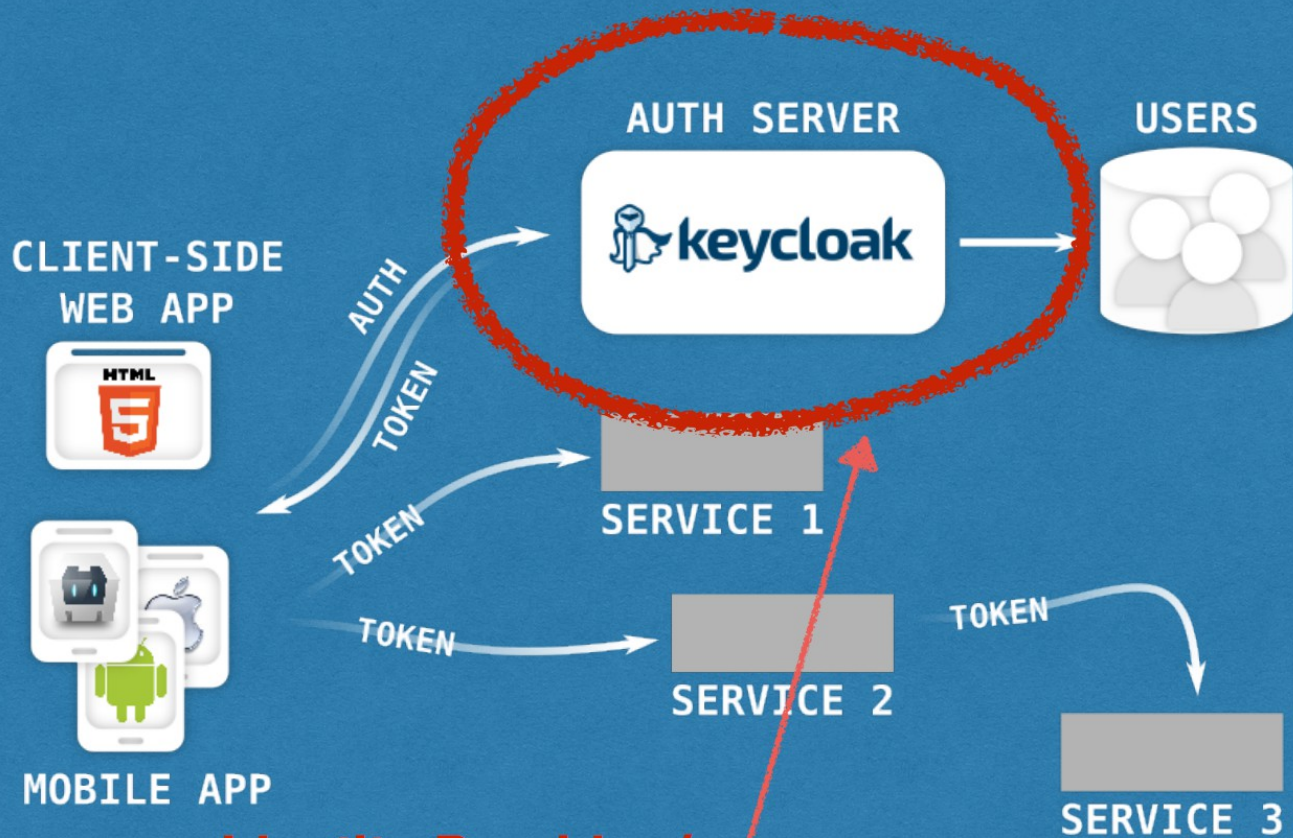 AUTH SERVER
USERS
keycloak
CLIENT-SIDE
WEB APP
AUTH
HTML
5
TOKEN
TOKEN
SERVICE 1
TOKEN
TOKEN
SERVICE 2
MOBILE APP
SERVICE 3